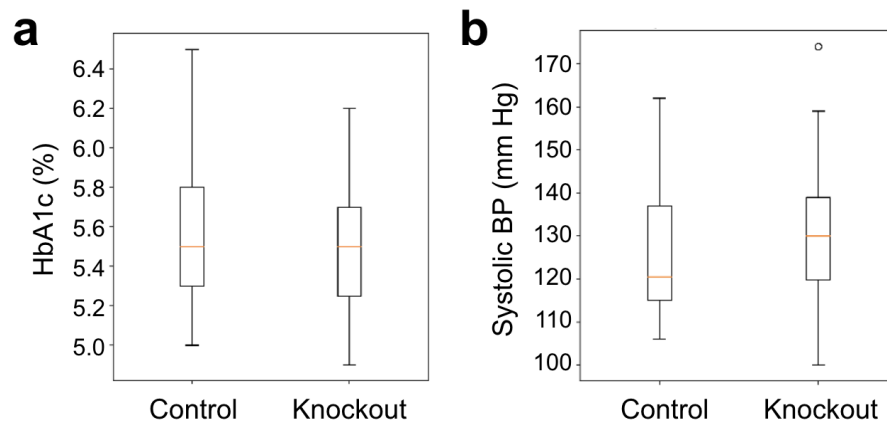 a
HbA1c (%)
6.4
6.2
6.0
5.8
5.6
5.4
5.2
5.0
Control Knockout
b
Systolic BP (mm Hg)
170
160
150
140
130
120
110
100
Control Knockout